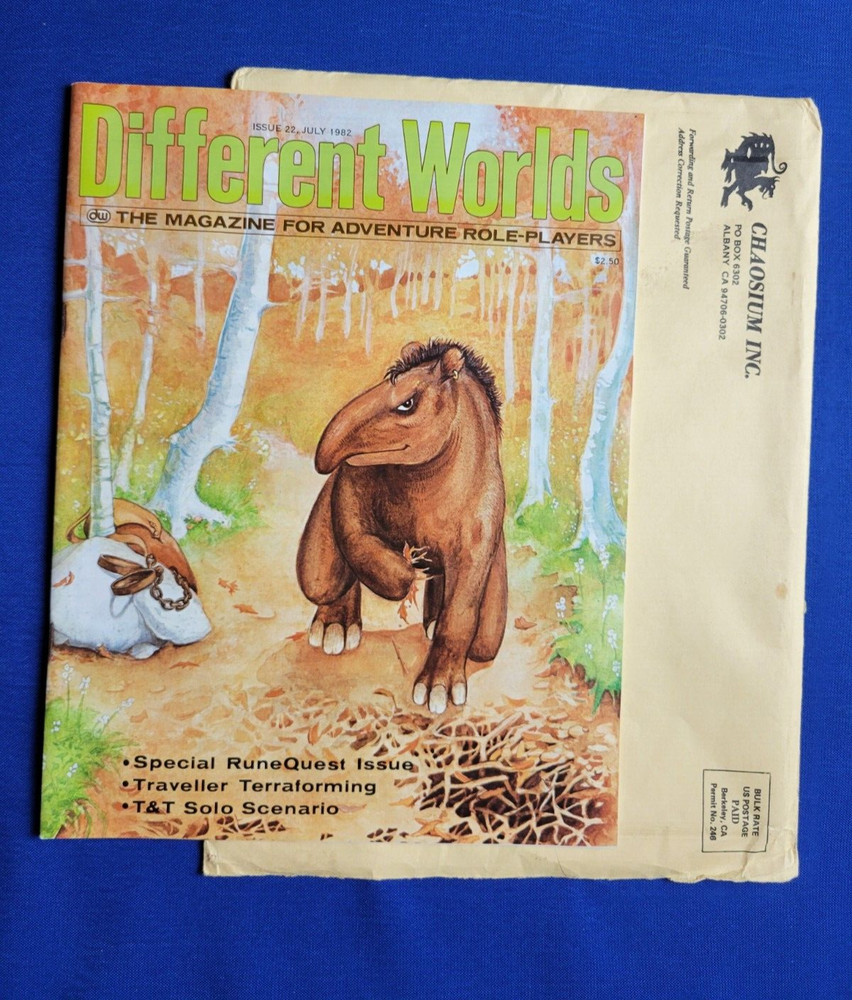 ISSUE 22, JULY 1982
Different Worlds
dw THE MAGAZINE FOR ADVENTURE ROLE-PLAYERS
$2.50
•Special RuneQuest Issue
•Traveller Terraforming
•T&T Solo Scenario
CHAOSIUM INC.
PO BOX 6302
ALBANY CA 94706-0302
Forwarding and Return Postage Guaranteed
Address Correction Requested
BULK RATE
US POSTAGE
PAID
Berkeley, CA
Permit No. 246